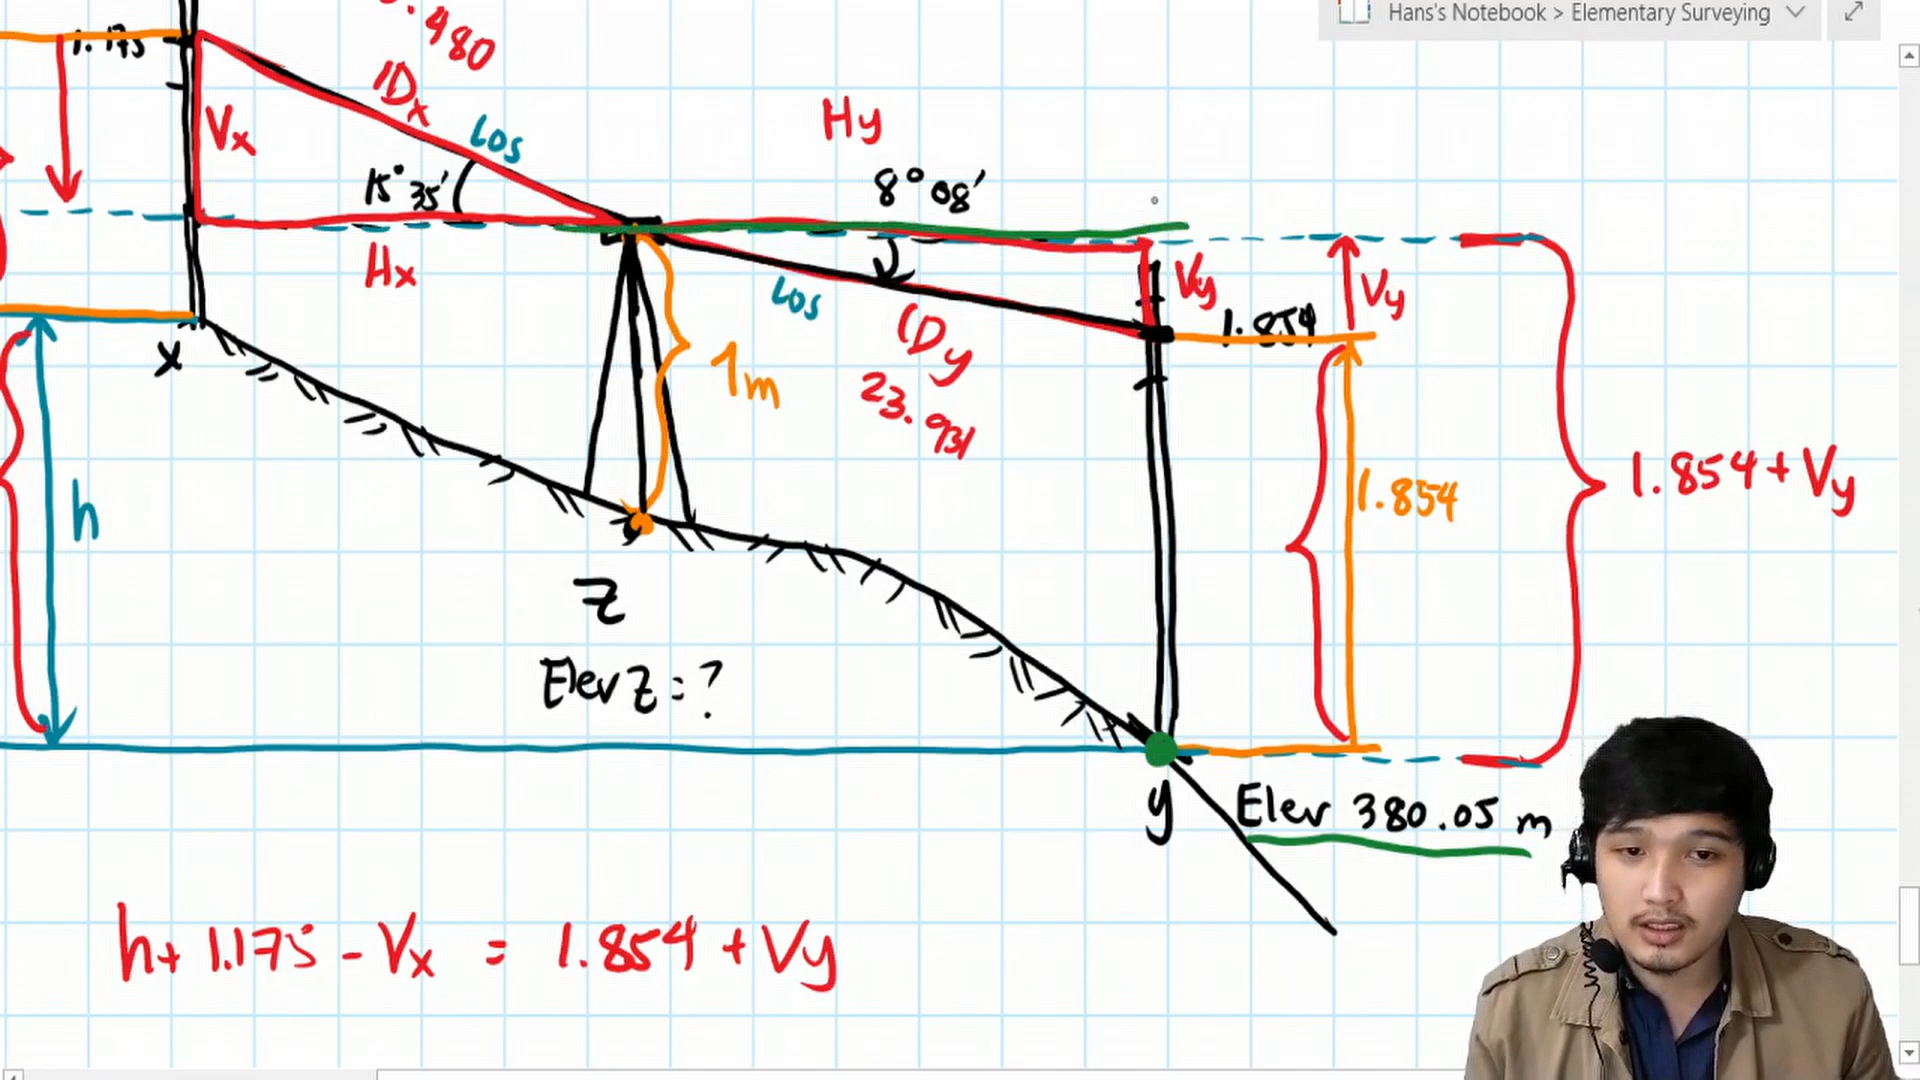 Hans's Notebook > Elementary Surveying
.480
1.175
IDx
Vx
LOS
Hy
15° 35'
8° 08'
Hx
Vy
Vy
LOS
1.854
IDy
23.931
1m
x
h
1.854
1.854 + Vy
Z
Elev Z = ?
y
Elev 380.05 m
h + 1.175 - Vx = 1.854 + Vy